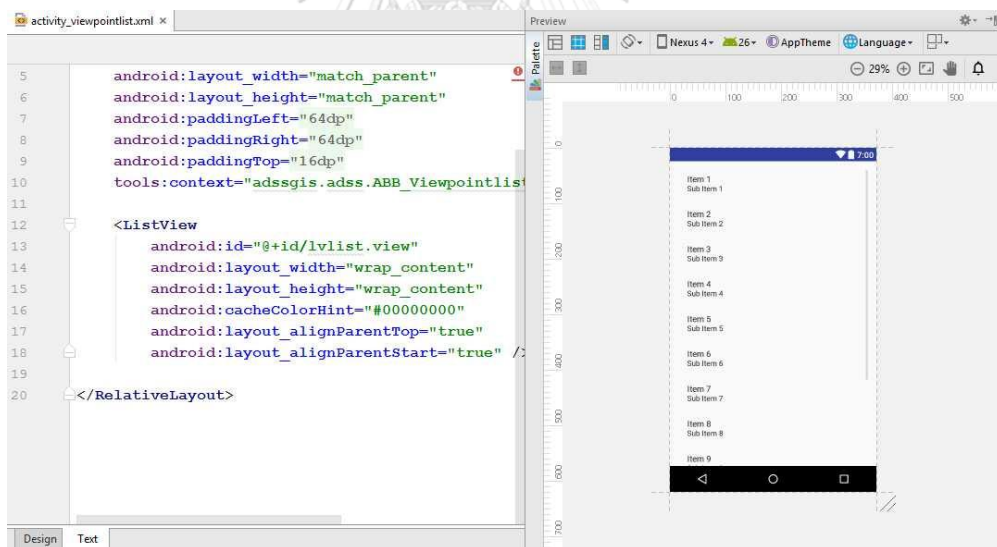 activity_viewpointlist.xml ×
Preview
Palette
Nexus 4 26 AppTheme Language
29%
0 100 200 300 400 500
0
100
200
300
400
500
600
700
5 android:layout_width="match_parent"
6 android:layout_height="match_parent"
7 android:paddingLeft="64dp"
8 android:paddingRight="64dp"
9 android:paddingTop="16dp"
10 tools:context="adssgis.adss.ABB_Viewpointlist
11
12 <ListView
13 android:id="@+id/lvlist.view"
14 android:layout_width="wrap_content"
15 android:layout_height="wrap_content"
16 android:cacheColorHint="#00000000"
17 android:layout_alignParentTop="true"
18 android:layout_alignParentStart="true" />
19
20 </RelativeLayout>
7:00
Item 1
Sub Item 1
Item 2
Sub Item 2
Item 3
Sub Item 3
Item 4
Sub Item 4
Item 5
Sub Item 5
Item 6
Sub Item 6
Item 7
Sub Item 7
Item 8
Sub Item 8
Item 9
Design Text